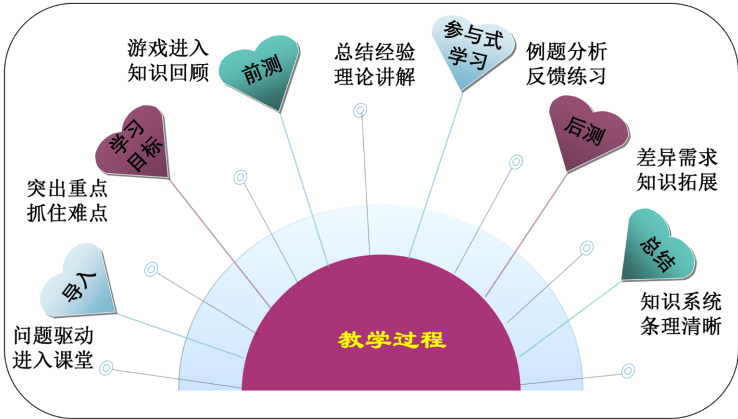 导入
问题驱动
进入课堂
学习
目标
突出重点
抓住难点
前测
游戏进入
知识回顾
参与式
学习
总结经验
理论讲解
例题分析
反馈练习
后测
差异需求
知识拓展
总结
知识系统
条理清晰
教学过程